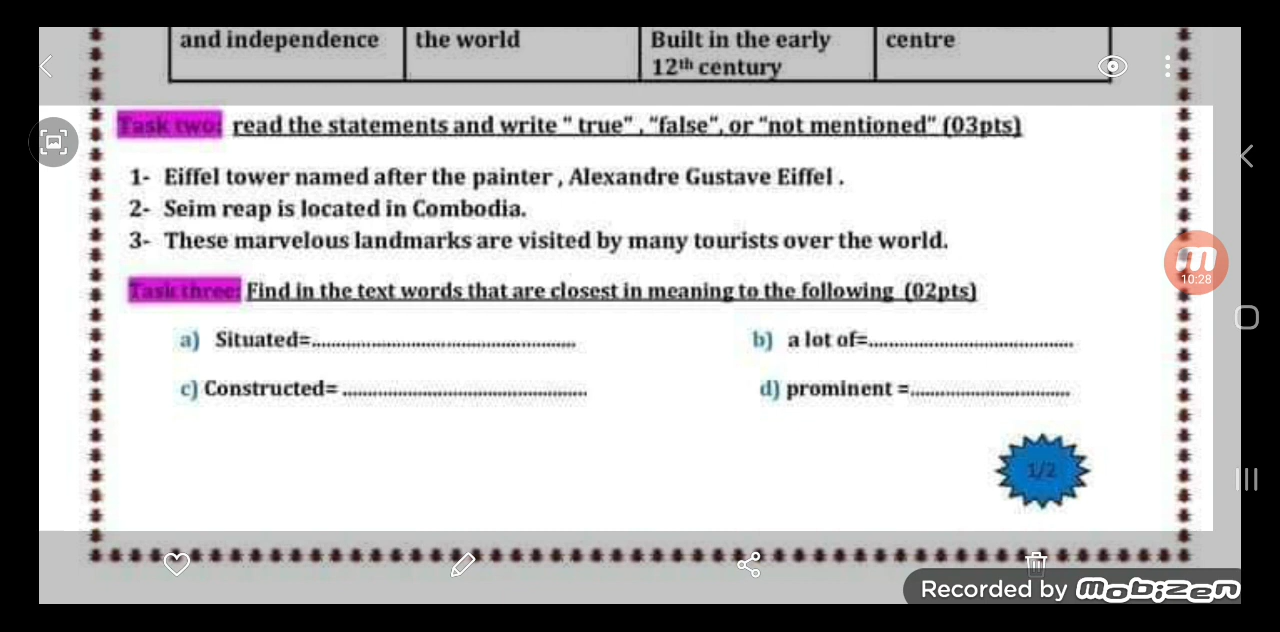 and independence the world Built in the early centre
12th century
Task two: read the statements and write " true" , "false", or "not mentioned" (03pts)
1- Eiffel tower named after the painter , Alexandre Gustave Eiffel .
2- Seim reap is located in Combodia.
3- These marvelous landmarks are visited by many tourists over the world.
Task three: Find in the text words that are closest in meaning to the following (02pts)
a) Situated=.................................................... b) a lot of=.........................................
c) Constructed= ................................................ d) prominent =................................
1/2
m
10:28
Recorded by Mobizen